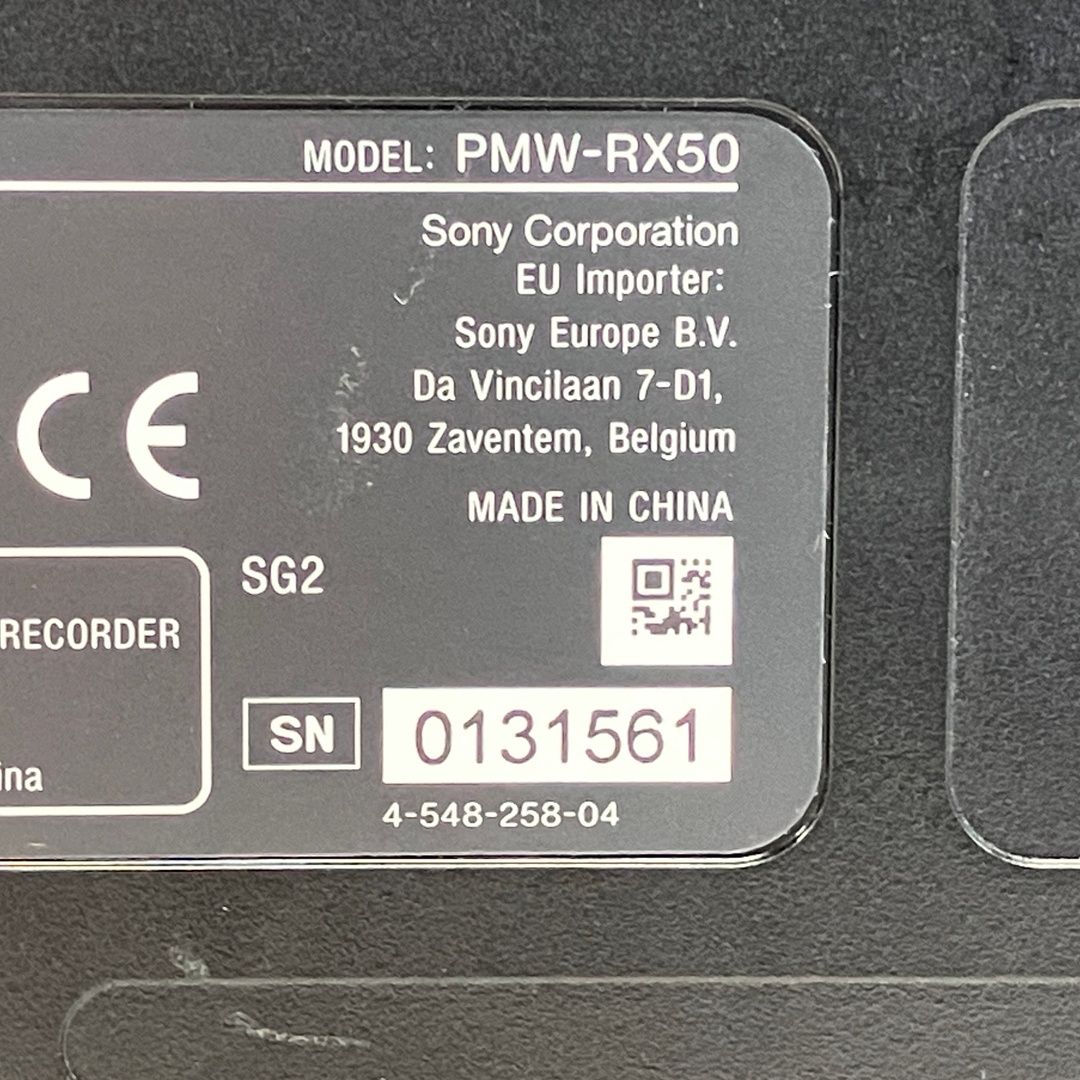 MODEL: PMW-RX50
Sony Corporation
EU Importer:
Sony Europe B.V.
Da Vincilaan 7-D1,
1930 Zaventem, Belgium
CE
MADE IN CHINA
SG2
RECORDER
ina
SN 0131561
4-548-258-04